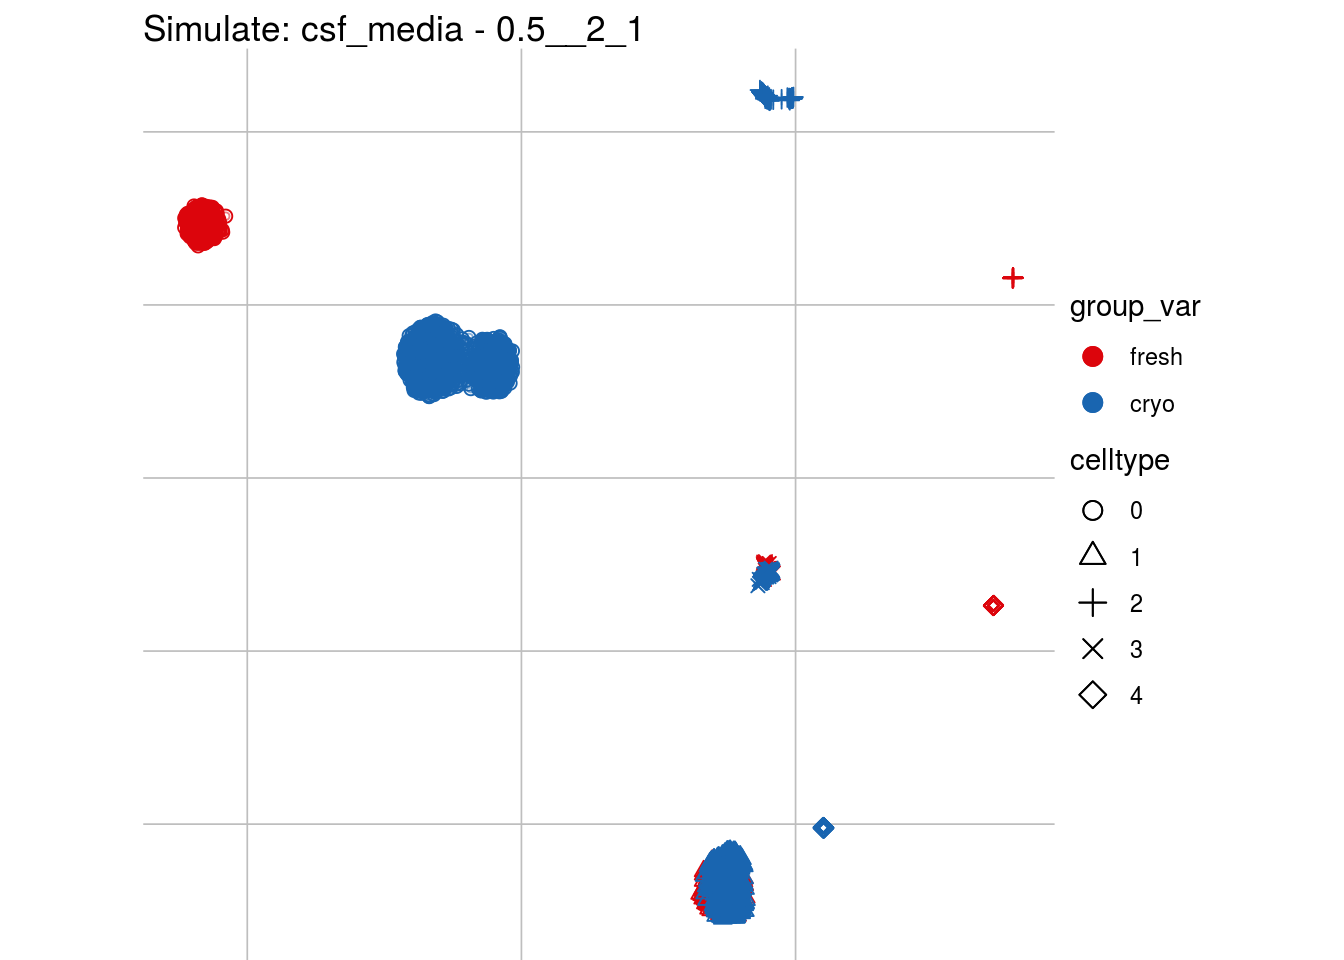 Simulate: csf_media - 0.5__2_1
group_var
fresh
cryo
celltype
0
1
2
3
4